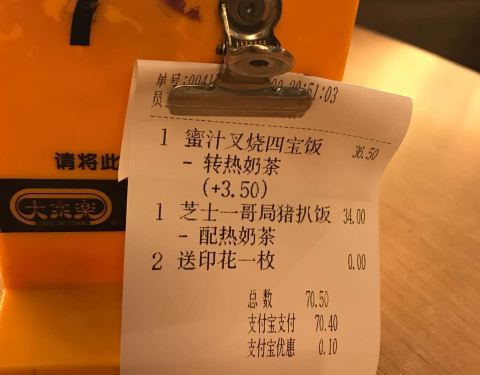 单号:
:51:03
员
1 蜜汁叉烧四宝饭 36.50
- 转热奶茶
(+3.50)
1 芝士一哥局猪扒饭 34.00
- 配热奶茶
2 送印花一枚 0.00
总数 70.50
支付宝支付 70.40
支付宝优惠 0.10
请将此
大家樂